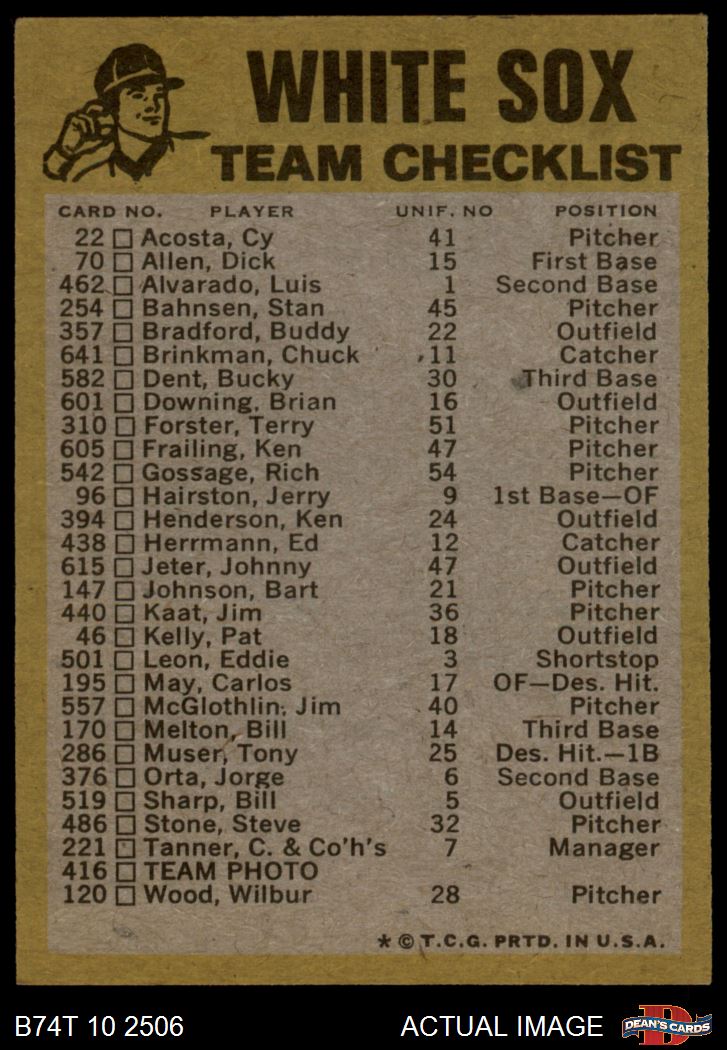 WHITE SOX
TEAM CHECKLIST
CARD NO. PLAYER UNIF. NO POSITION
22 Acosta, Cy 41 Pitcher
70 Allen, Dick 15 First Base
462 Alvarado, Luis 1 Second Base
254 Bahnsen, Stan 45 Pitcher
357 Bradford, Buddy 22 Outfield
641 Brinkman, Chuck 11 Catcher
582 Dent, Bucky 30 Third Base
601 Downing, Brian 16 Outfield
310 Forster, Terry 51 Pitcher
605 Frailing, Ken 47 Pitcher
542 Gossage, Rich 54 Pitcher
96 Hairston, Jerry 9 1st Base—OF
394 Henderson, Ken 24 Outfield
438 Herrmann, Ed 12 Catcher
615 Jeter, Johnny 47 Outfield
147 Johnson, Bart 21 Pitcher
440 Kaat, Jim 36 Pitcher
46 Kelly, Pat 18 Outfield
501 Leon, Eddie 3 Shortstop
195 May, Carlos 17 OF—Des. Hit.
557 McGlothlin, Jim 40 Pitcher
170 Melton, Bill 14 Third Base
286 Muser, Tony 25 Des. Hit.—1B
376 Orta, Jorge 6 Second Base
519 Sharp, Bill 5 Outfield
486 Stone, Steve 32 Pitcher
221 Tanner, C. & Co'h's 7 Manager
416 TEAM PHOTO
120 Wood, Wilbur 28 Pitcher
* © T.C.G. PRTD. IN U.S.A.
B74T 10 2506 ACTUAL IMAGE D DEAN'S CARDS